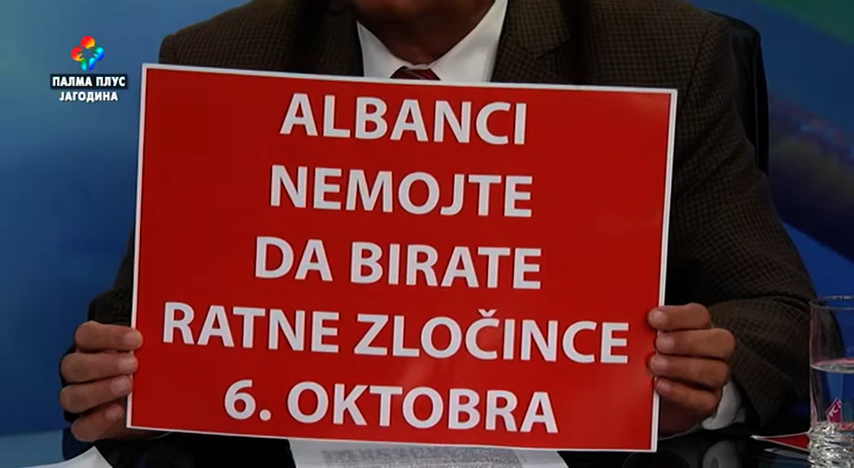 ПАЛМА ПЛУС
ЈАГОДИНА
ALBANCI
NEMOJTE
DA BIRATE
RATNE ZLOČINCE
6. OKTOBRA